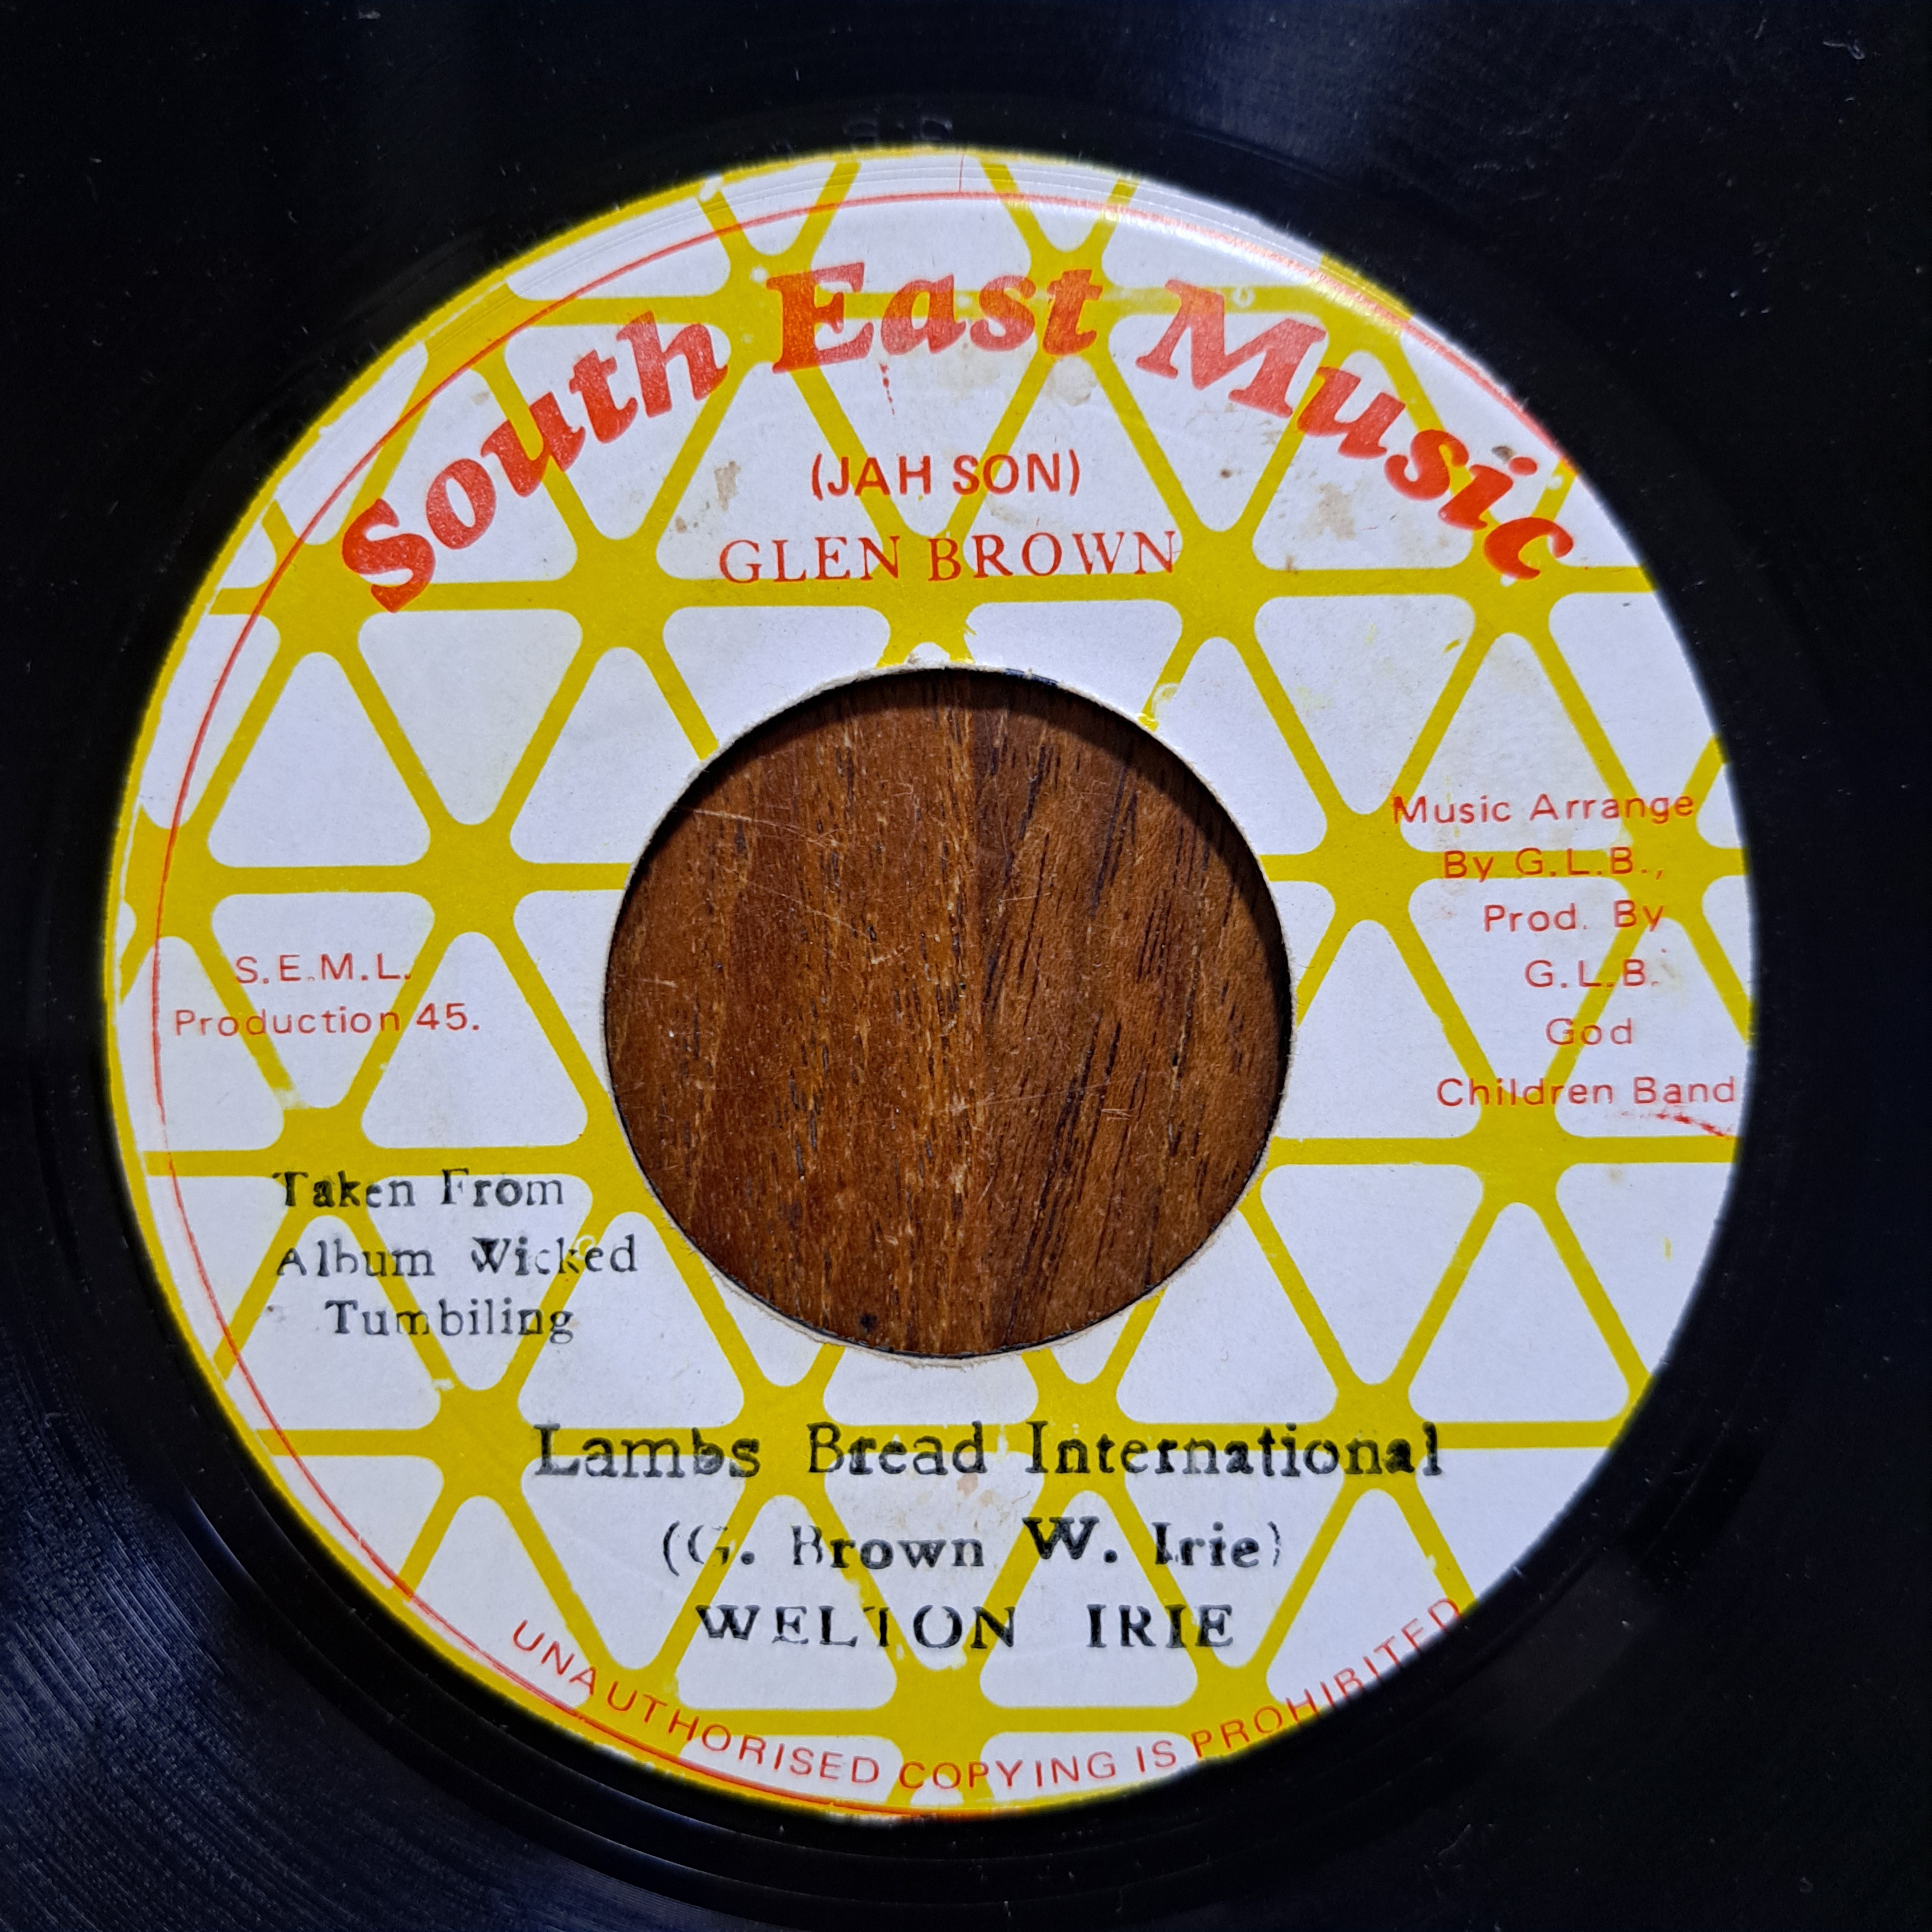 South East Music
(JAH SON)
GLEN BROWN
Music Arrange
By G.L.B.,
Prod. By
G.L.B.
God
Children Band
S.E.M.L.
Production 45.
Taken From
Album Wicked
Tumbiling
Lambs Bread International
(G. Brown W. Irie)
WELTON IRIE
UNAUTHORISED COPYING IS PROHIBITED